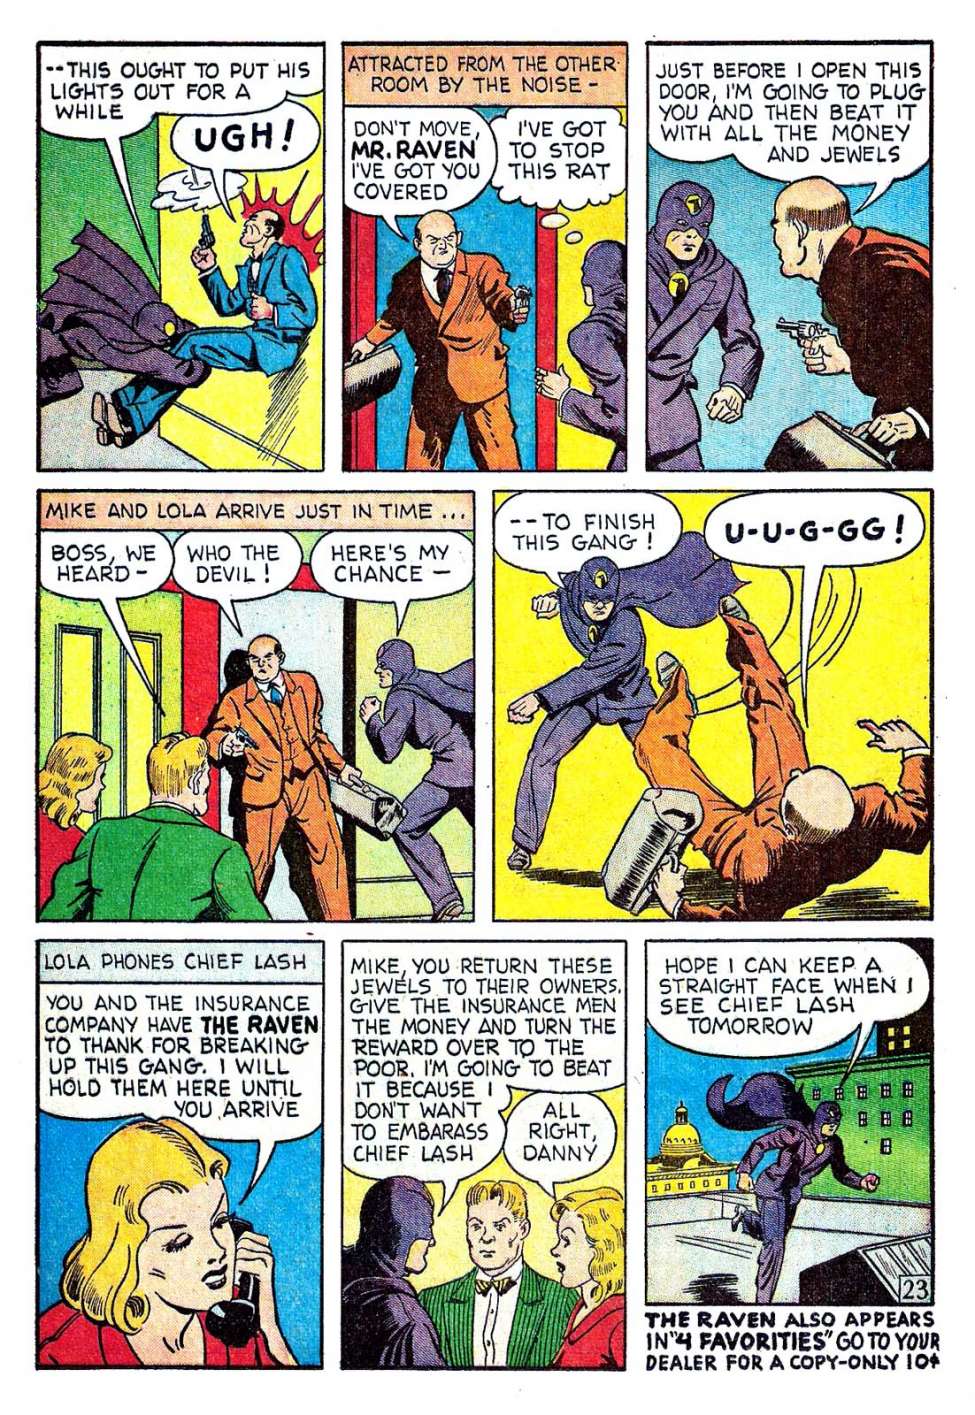 --THIS OUGHT TO PUT HIS
LIGHTS OUT FOR A
WHILE
UGH!
ATTRACTED FROM THE OTHER
ROOM BY THE NOISE-
DON'T MOVE,
MR. RAVEN
I'VE GOT YOU
COVERED
I'VE GOT
TO STOP
THIS RAT
JUST BEFORE I OPEN THIS
DOOR, I'M GOING TO PLUG
YOU AND THEN BEAT IT
WITH ALL THE MONEY
AND JEWELS
MIKE AND LOLA ARRIVE JUST IN TIME...
BOSS, WE
HEARD-
WHO THE
DEVIL!
HERE'S MY
CHANCE-
--TO FINISH
THIS GANG!
U-U-G-GG!
LOLA PHONES CHIEF LASH
YOU AND THE INSURANCE
COMPANY HAVE THE RAVEN
TO THANK FOR BREAKING
UP THIS GANG. I WILL
HOLD THEM HERE UNTIL
YOU ARRIVE
MIKE, YOU RETURN THESE
JEWELS TO THEIR OWNERS.
GIVE THE INSURANCE MEN
THE MONEY AND TURN THE
REWARD OVER TO THE
POOR. I'M GOING TO BEAT
IT BECAUSE I
DON'T WANT
TO EMBARASS
CHIEF LASH
ALL
RIGHT,
DANNY
HOPE I CAN KEEP A
STRAIGHT FACE WHEN I
SEE CHIEF LASH
TOMORROW
23
THE RAVEN ALSO APPEARS
IN "4 FAVORITIES" GO TO YOUR
DEALER FOR A COPY-ONLY 10¢